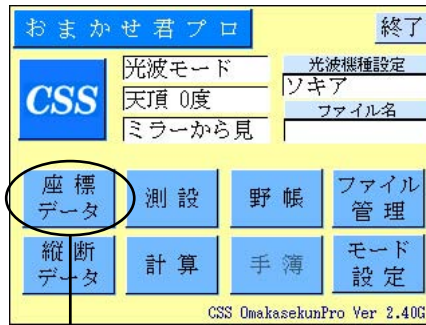 おまかせ君プロ
終了
CSS
光波モード
天頂 0度
ミラーから見
光波機種設定
ソキア
ファイル名
座標
データ
測設
野帳
ファイル
管理
縦断
データ
計算
手簿
モード
設定
CSS OmakasekunPro Ver 2.40G